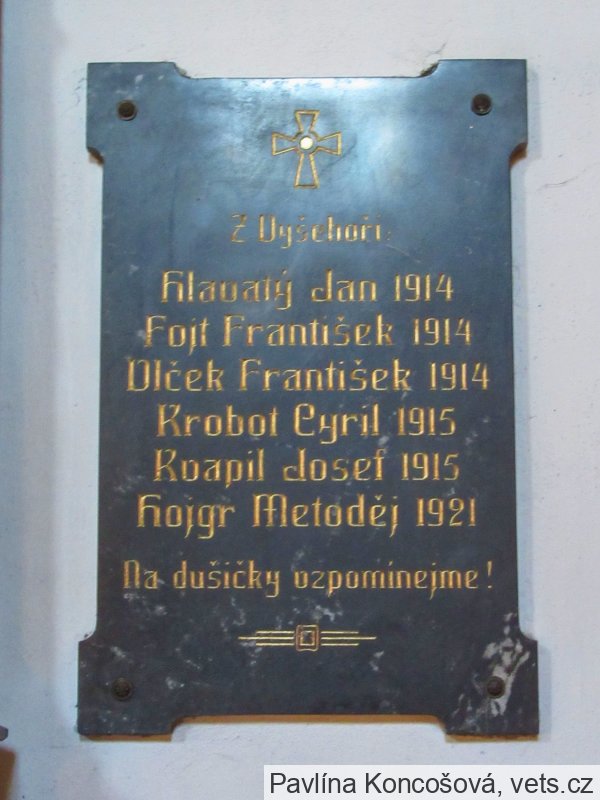 Z Vyšehoří:
Hlavatý Jan 1914
Fojt František 1914
Vlček František 1914
Krobot Cyril 1915
Kvapil Josef 1915
Hojgr Metoděj 1921
Na dušičky vzpomínejme!
Pavlína Koncošová, vets.cz